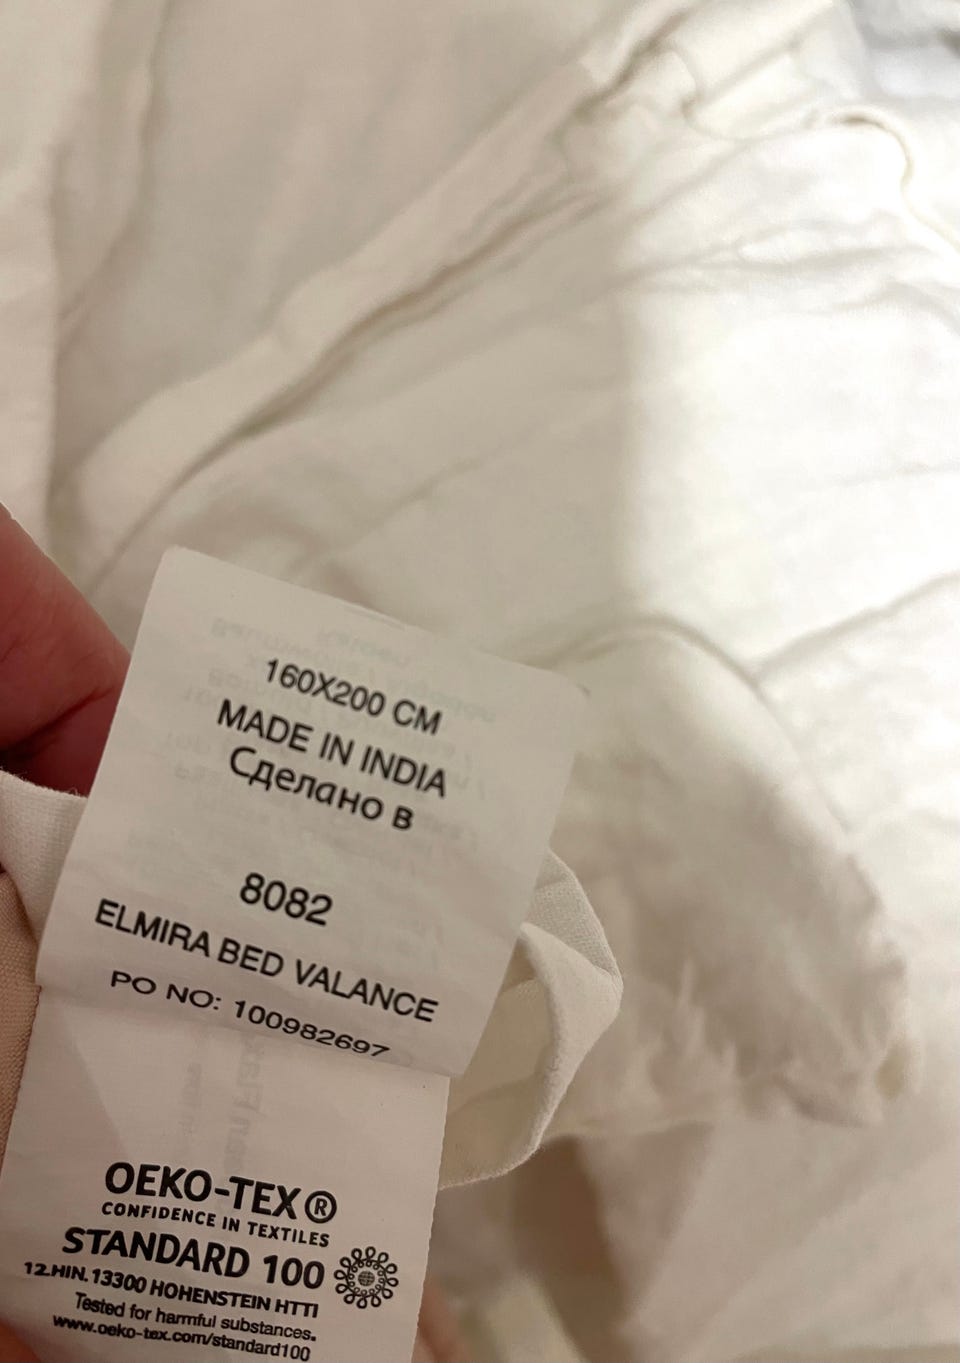 160X200 CM
MADE IN INDIA
Сделано в
8082
ELMIRA BED VALANCE
PO NO: 100982697
OEKO-TEX®
CONFIDENCE IN TEXTILES
STANDARD 100
12.HIN.13300 HOHENSTEIN HTTI
Tested for harmful substances.
www.oeko-tex.com/standard100